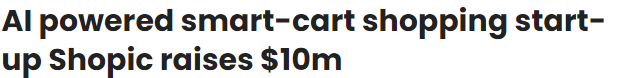 AI powered smart-cart shopping start-
up Shopic raises $10m